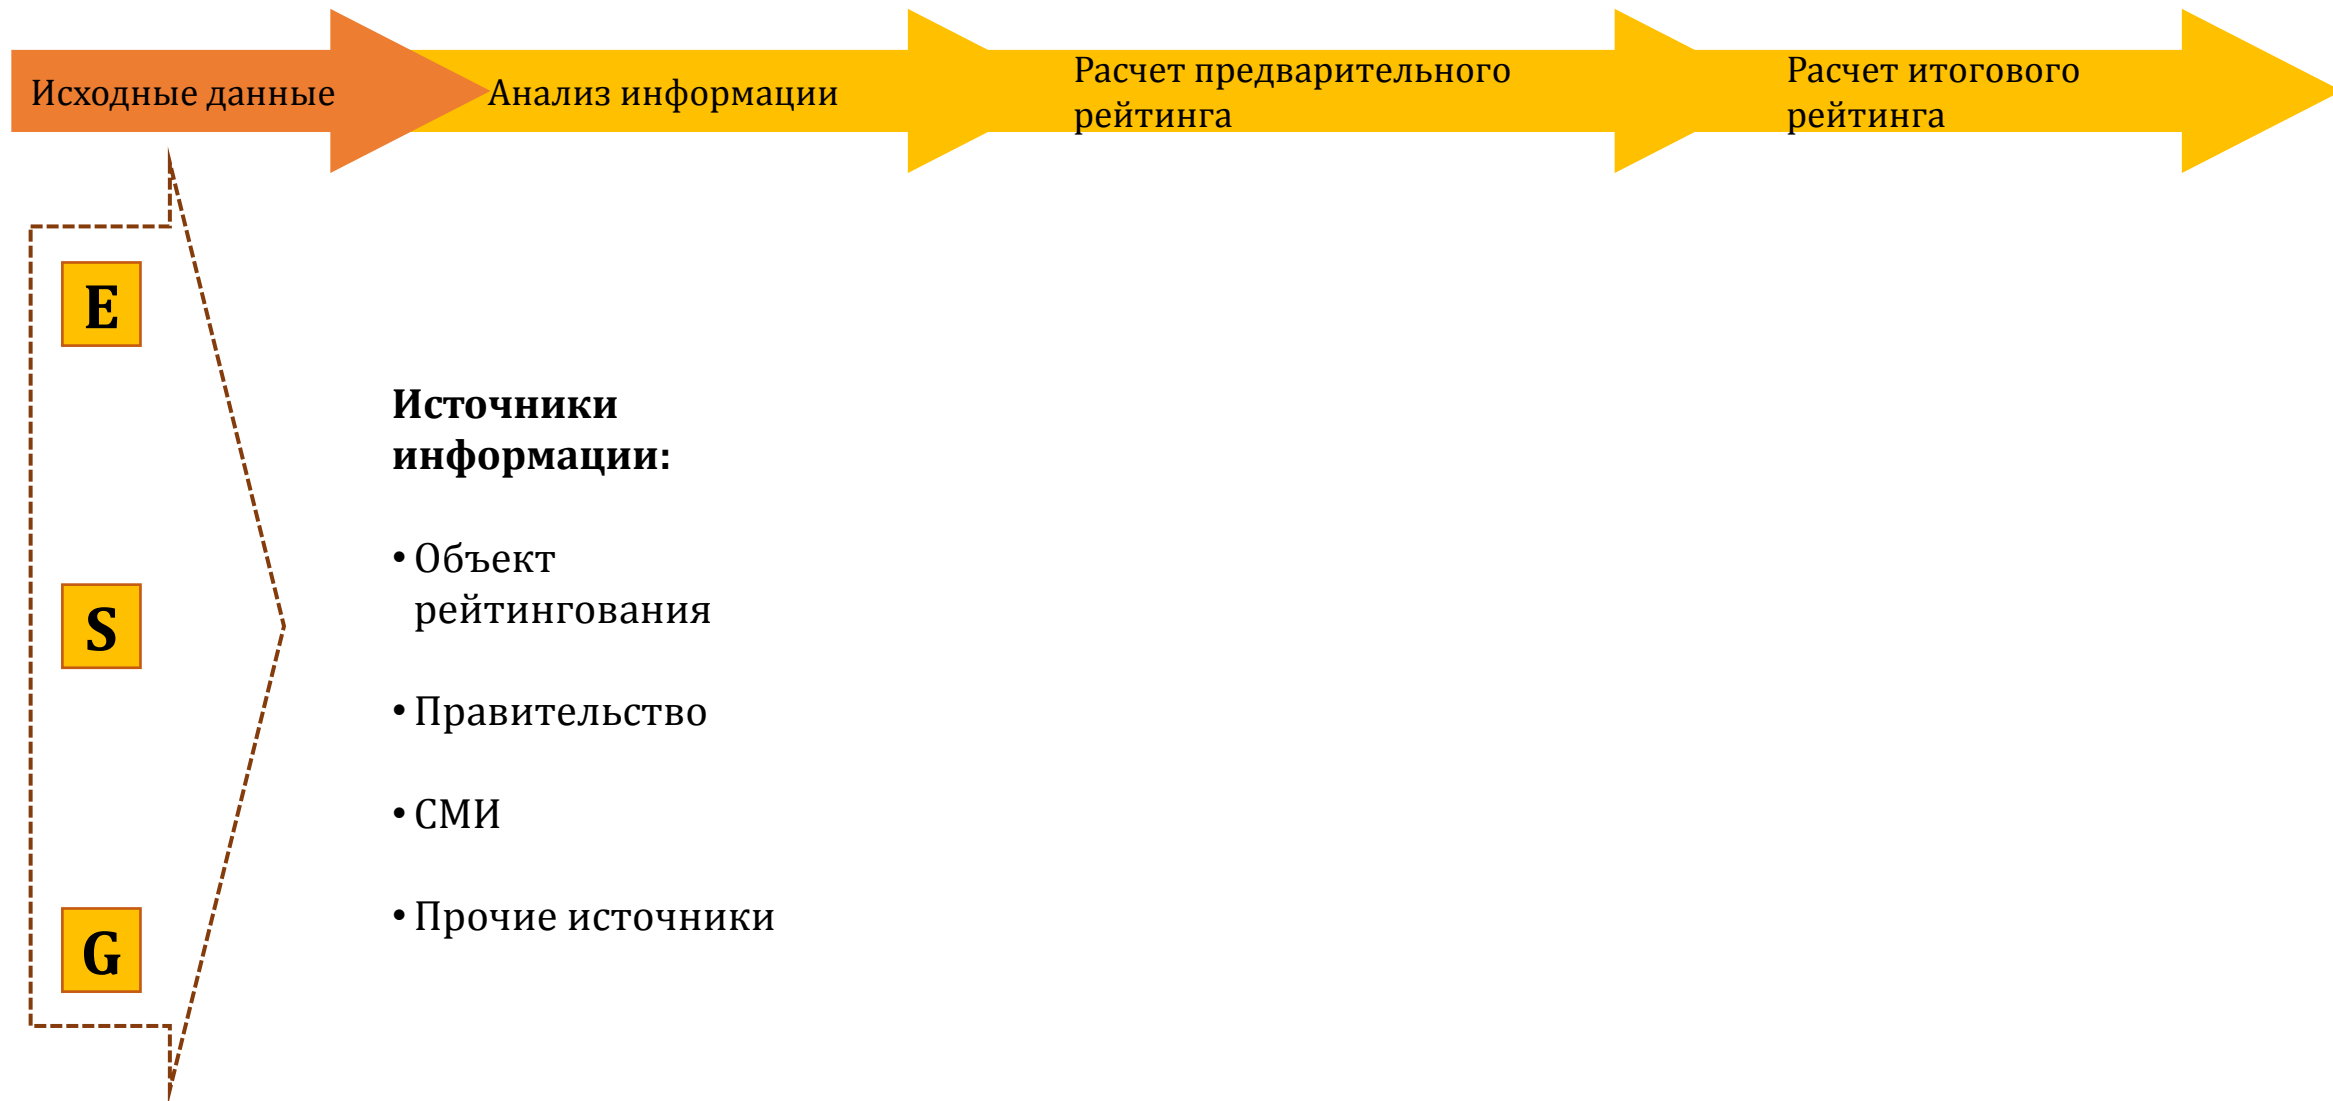 Исходные данные
Анализ информации
Расчет предварительного
рейтинга
Расчет итогового
рейтинга
E
S
G
Источники
информации:
• Объект
рейтингования
• Правительство
• СМИ
• Прочие источники